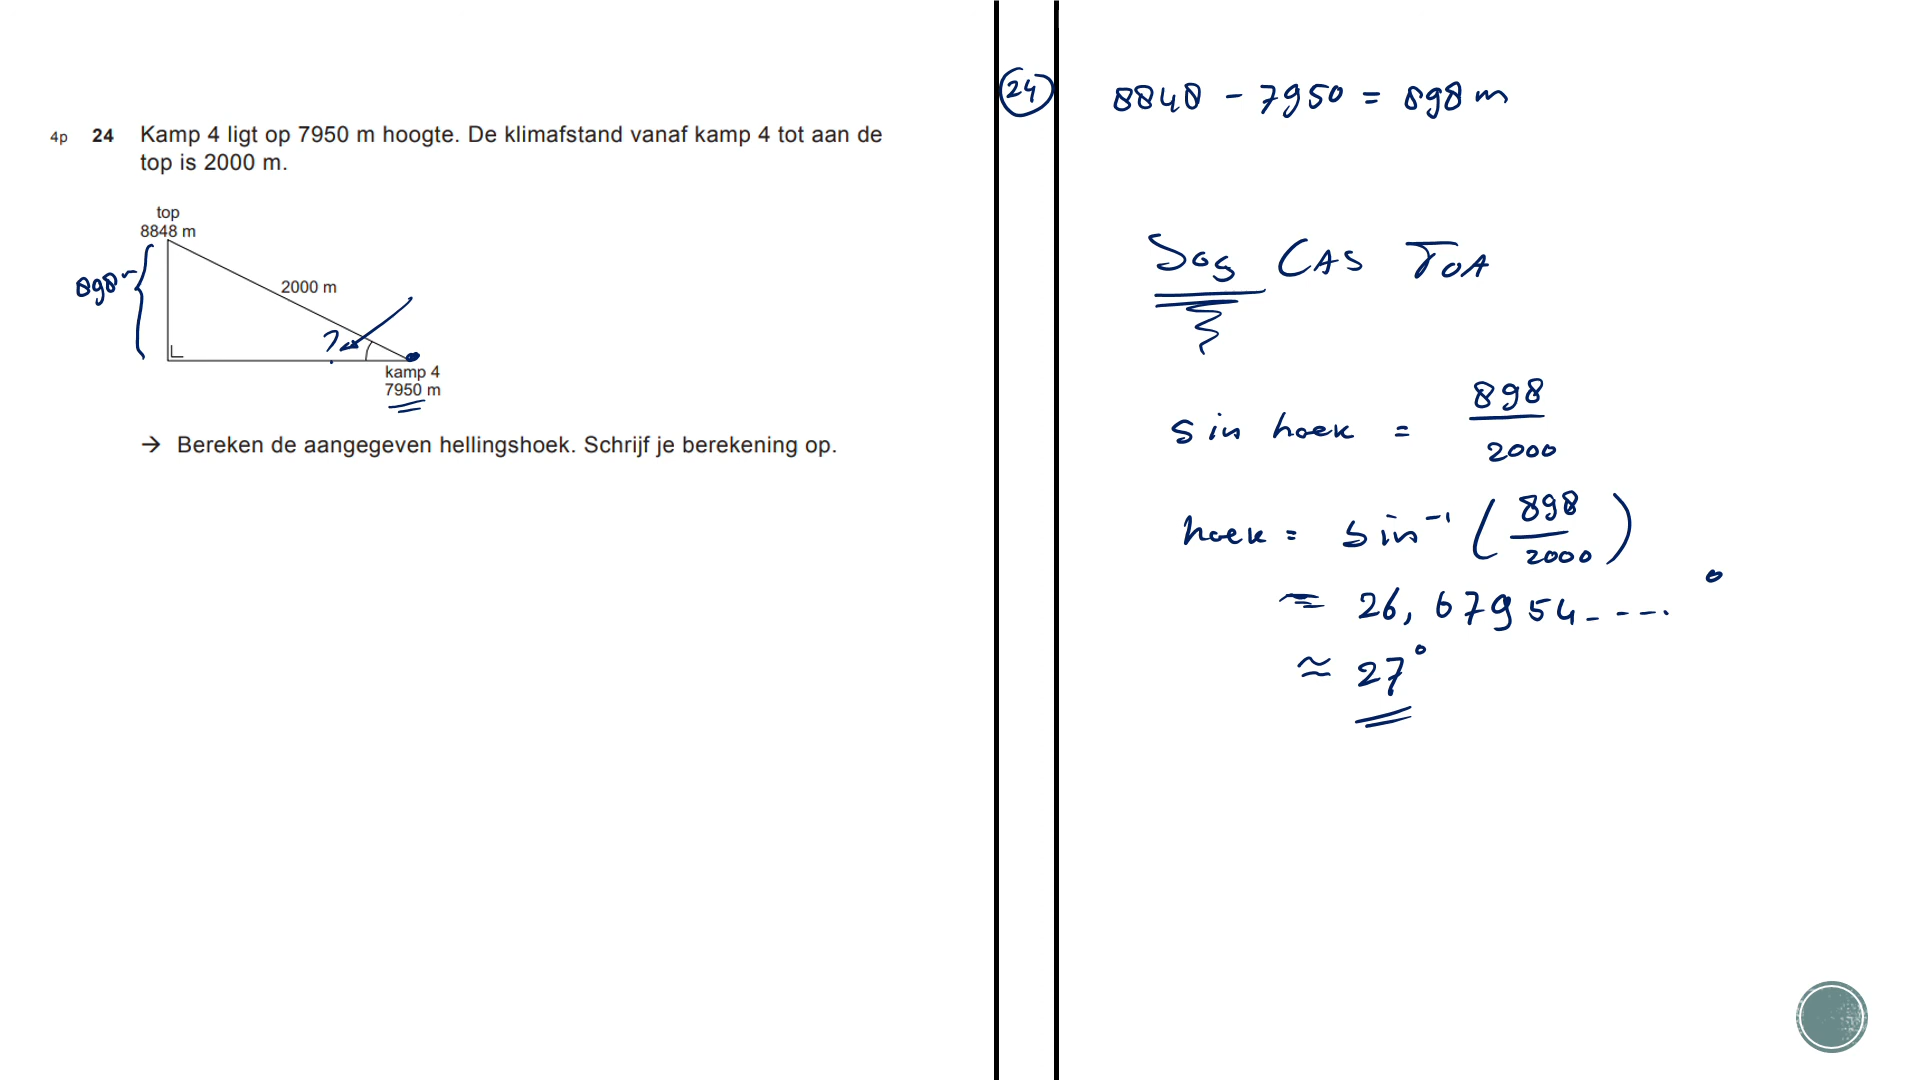 4p 24 Kamp 4 ligt op 7950 m hoogte. De klimafstand vanaf kamp 4 tot aan de
top is 2000 m.
top
8848 m
898m
2000 m
?
kamp 4
7950 m
→ Bereken de aangegeven hellingshoek. Schrijf je berekening op.
24
8848 - 7950 = 898 m
SOS CAS TOA
sin hoek = 898/2000
hoek = sin⁻¹ (898/2000)
= 26,67954-----.°
≈ 27°